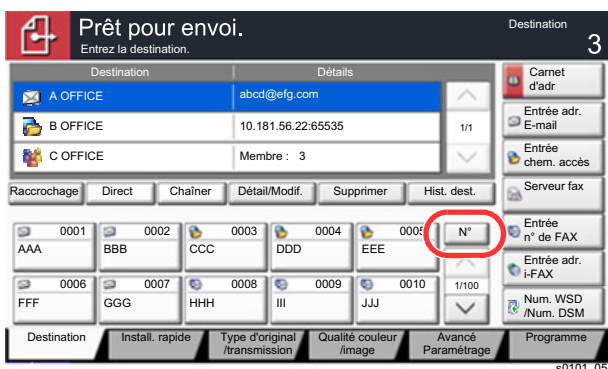 Prêt pour envoi.
Entrez la destination.
Destination
3
Destination Détails
A OFFICE abcd@efg.com
B OFFICE 10.181.56.22:65535 1/1
C OFFICE Membre : 3
Carnet
d'adr
Entrée adr.
E-mail
Entrée
chem. accès
Serveur fax
Entrée
n° de FAX
Entrée adr.
i-FAX
Num. WSD
/Num. DSM
Raccrochage Direct Chaîner Détail/Modif. Supprimer Hist. dest.
0001 0002 0003 0004 0005 N°
AAA BBB CCC DDD EEE
0006 0007 0008 0009 0010 1/100
FFF GGG HHH III JJJ
Destination Install. rapide Type d'original Qualité couleur Avancé Programme
/transmission /image Paramétrage
s0101_05